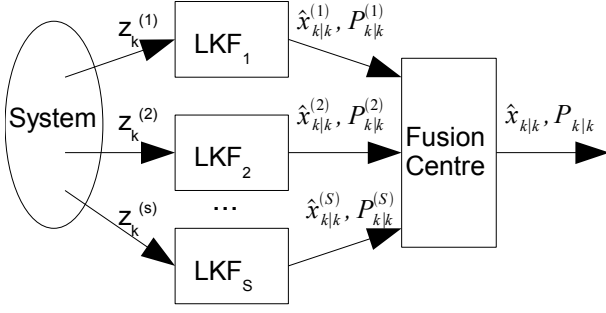 System
z_k^(1)
LKF_1
x̂_{k|k}^{(1)}, P_{k|k}^{(1)}
z_k^(2)
LKF_2
x̂_{k|k}^{(2)}, P_{k|k}^{(2)}
...
z_k^(s)
LKF_S
x̂_{k|k}^{(S)}, P_{k|k}^{(S)}
Fusion
Centre
x̂_{k|k}, P_{k|k}